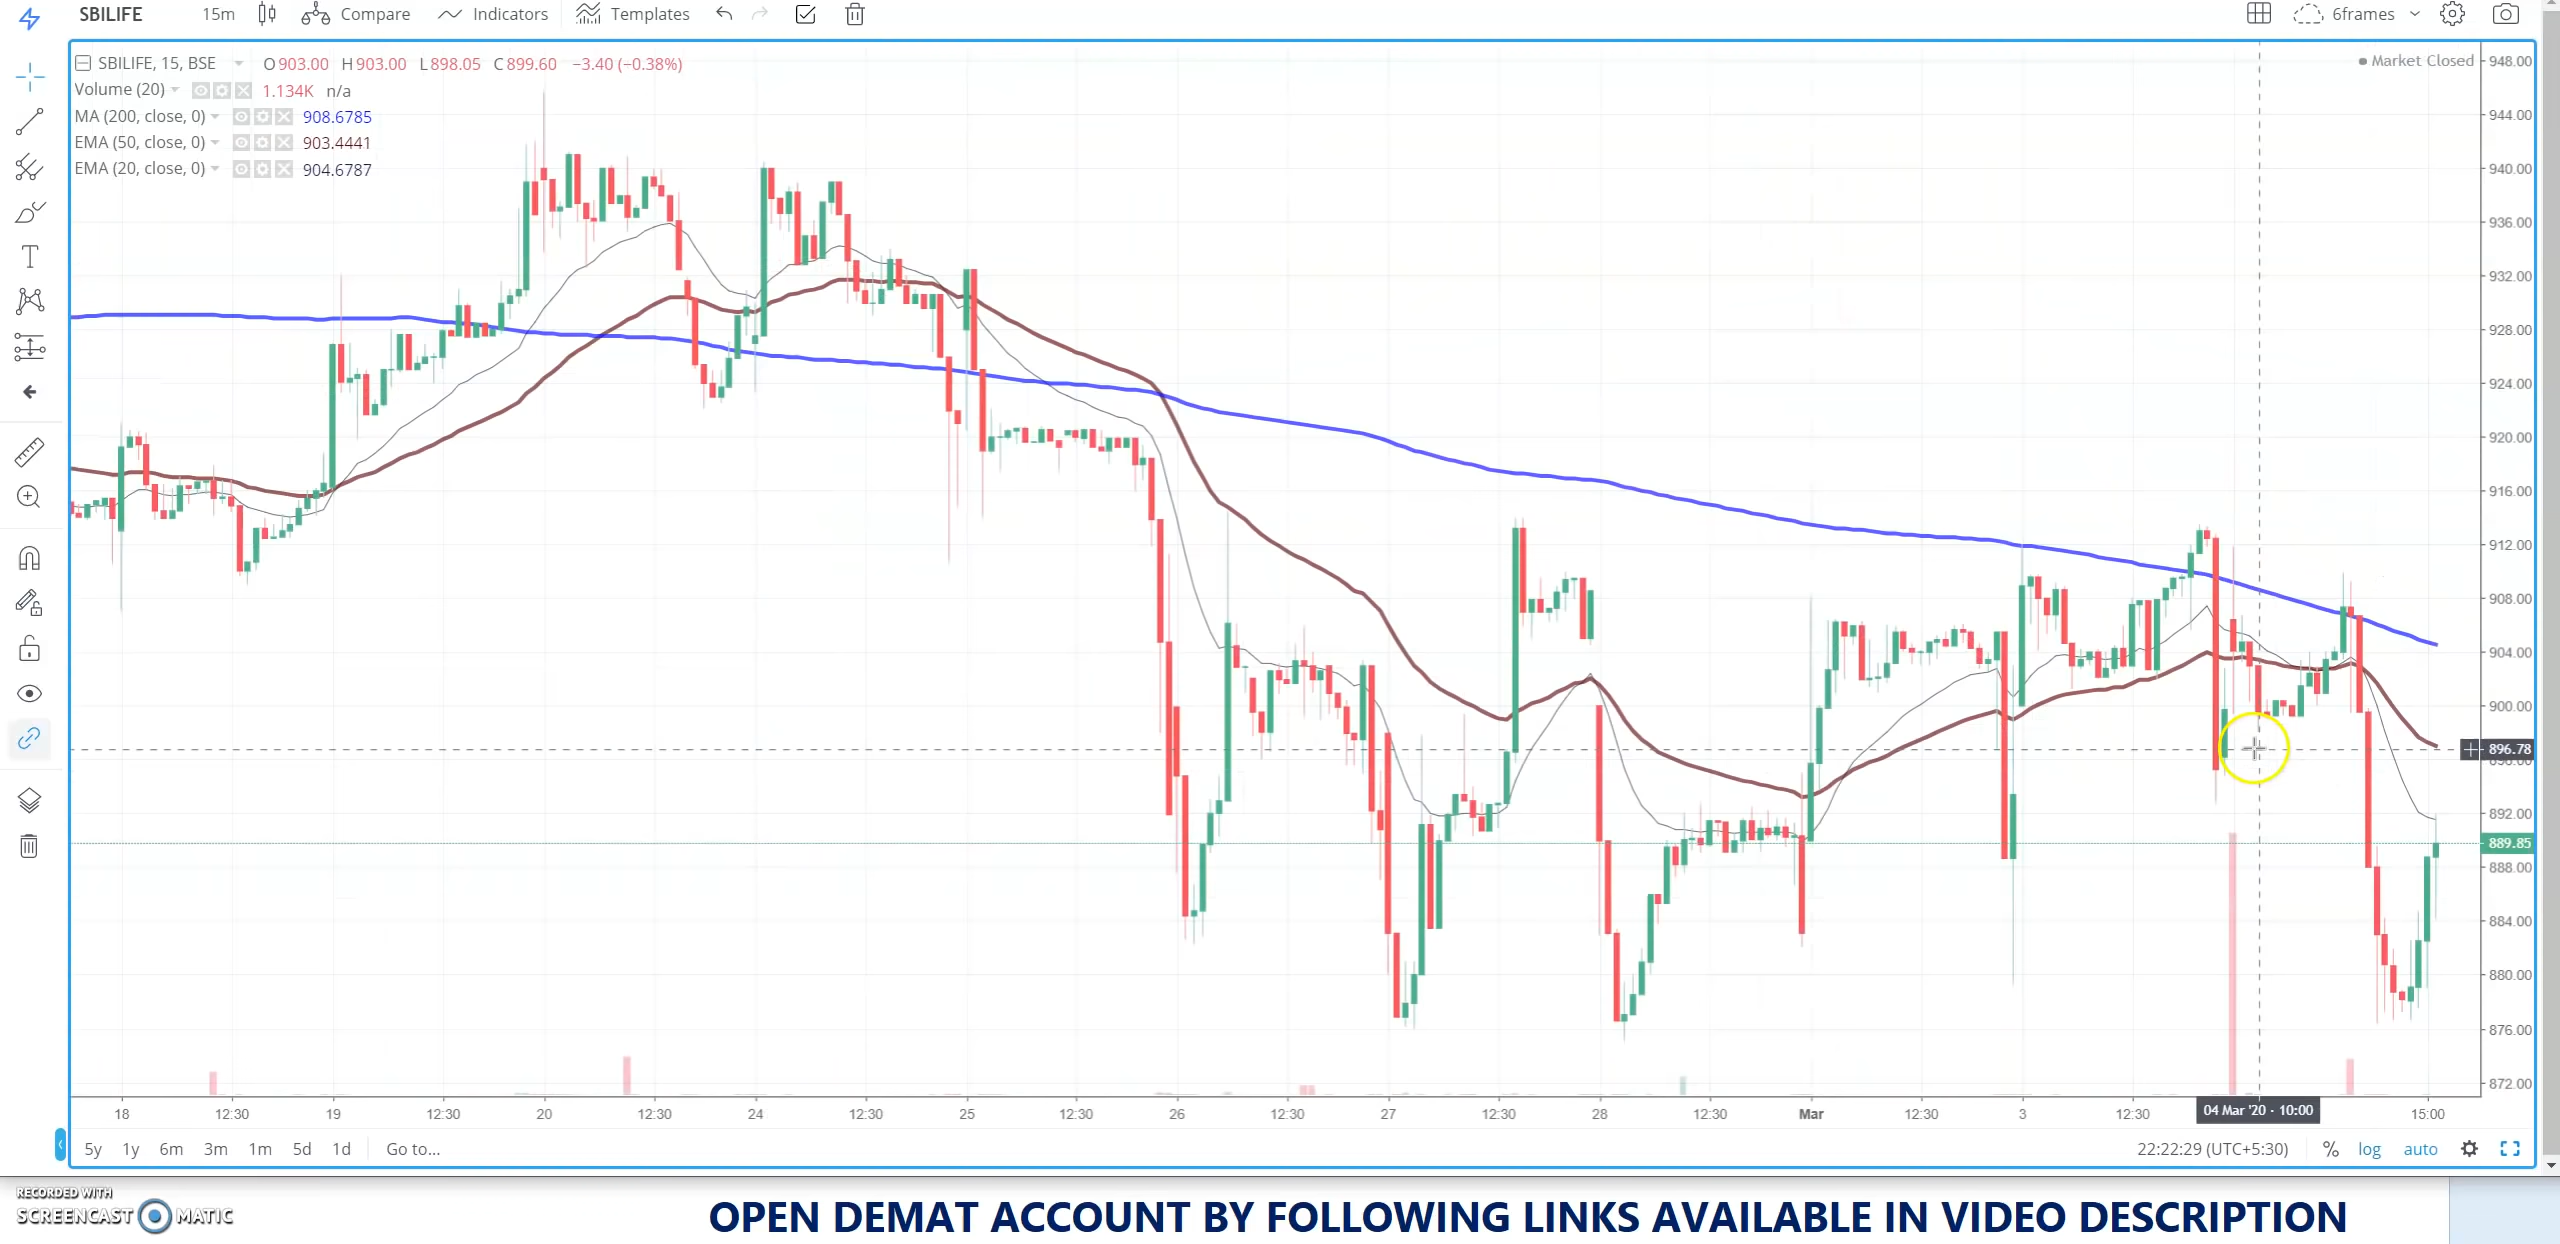 SBILIFE 15m Compare Indicators Templates 6frames
SBILIFE, 15, BSE O903.00 H903.00 L898.05 C899.60 −3.40 (−0.38%)
Market Closed
Volume (20) 1.134K n/a
MA (200, close, 0) 908.6785
EMA (50, close, 0) 903.4441
EMA (20, close, 0) 904.6787
948.00
944.00
940.00
936.00
932.00
928.00
924.00
920.00
916.00
912.00
908.00
904.00
900.00
896.78
896.00
892.00
889.85
888.00
884.00
880.00
876.00
872.00
18 12:30 19 12:30 20 12:30 24 12:30 25 12:30 26 12:30 27 12:30 28 12:30 Mar 12:30 3 12:30 04 Mar '20 - 10:00 15:00
5y 1y 6m 3m 1m 5d 1d Go to... 22:22:29 (UTC+5:30) % log auto
RECORDED WITH
SCREENCAST MATIC
OPEN DEMAT ACCOUNT BY FOLLOWING LINKS AVAILABLE IN VIDEO DESCRIPTION